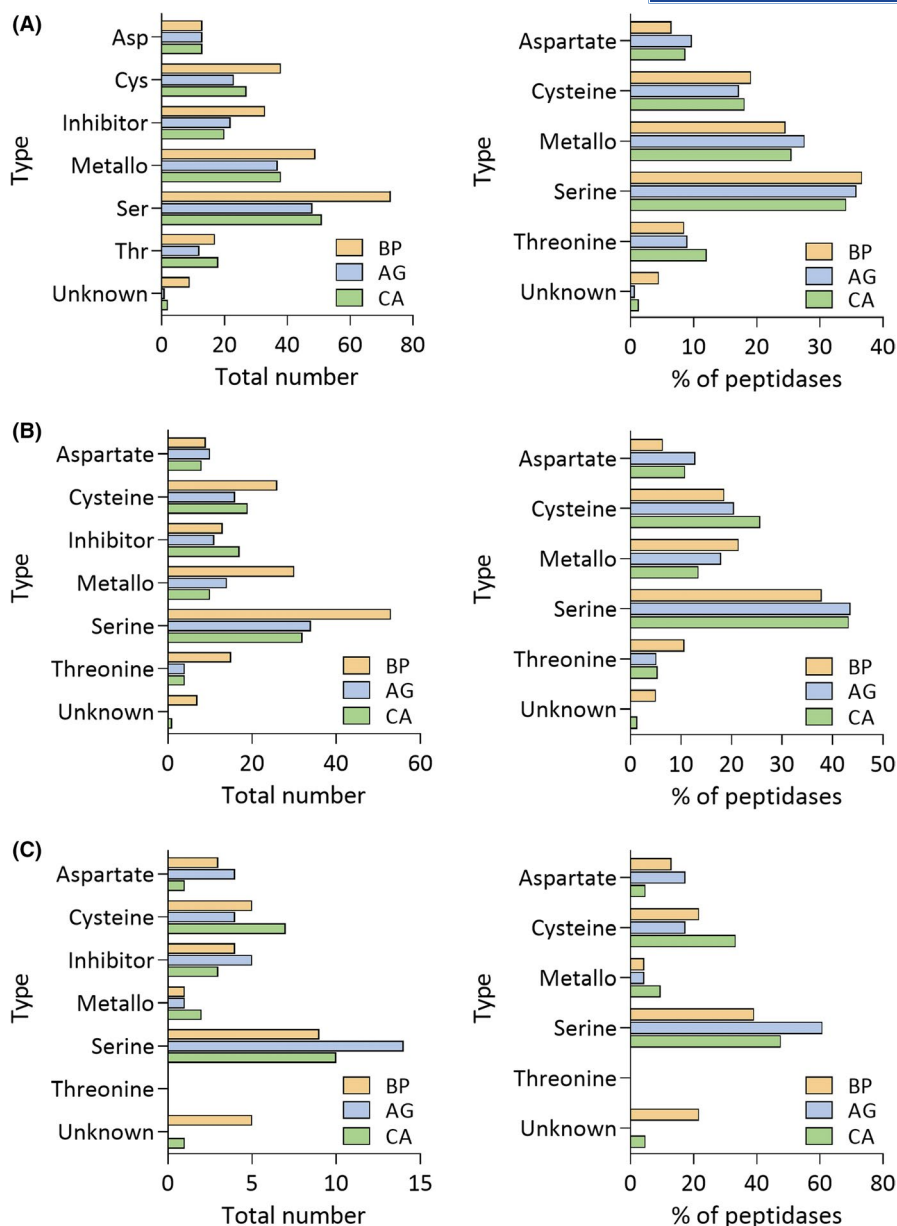 (A)
Type
Asp
Cys
Inhibitor
Metallo
Ser
Thr
Unknown
BP
AG
CA
0 20 40 60 80
Total number
Type
Aspartate
Cysteine
Metallo
Serine
Threonine
Unknown
BP
AG
CA
0 10 20 30 40
% of peptidases
(B)
Type
Aspartate
Cysteine
Inhibitor
Metallo
Serine
Threonine
Unknown
BP
AG
CA
0 20 40 60
Total number
Type
Aspartate
Cysteine
Metallo
Serine
Threonine
Unknown
BP
AG
CA
0 10 20 30 40 50
% of peptidases
(C)
Type
Aspartate
Cysteine
Inhibitor
Metallo
Serine
Threonine
Unknown
BP
AG
CA
0 5 10 15
Total number
Type
Aspartate
Cysteine
Metallo
Serine
Threonine
Unknown
BP
AG
CA
0 20 40 60 80
% of peptidases